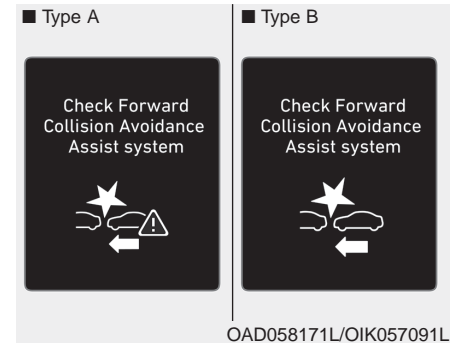 ■ Type A
Check Forward
Collision Avoidance
Assist system
■ Type B
Check Forward
Collision Avoidance
Assist system
OAD058171L/OIK057091L